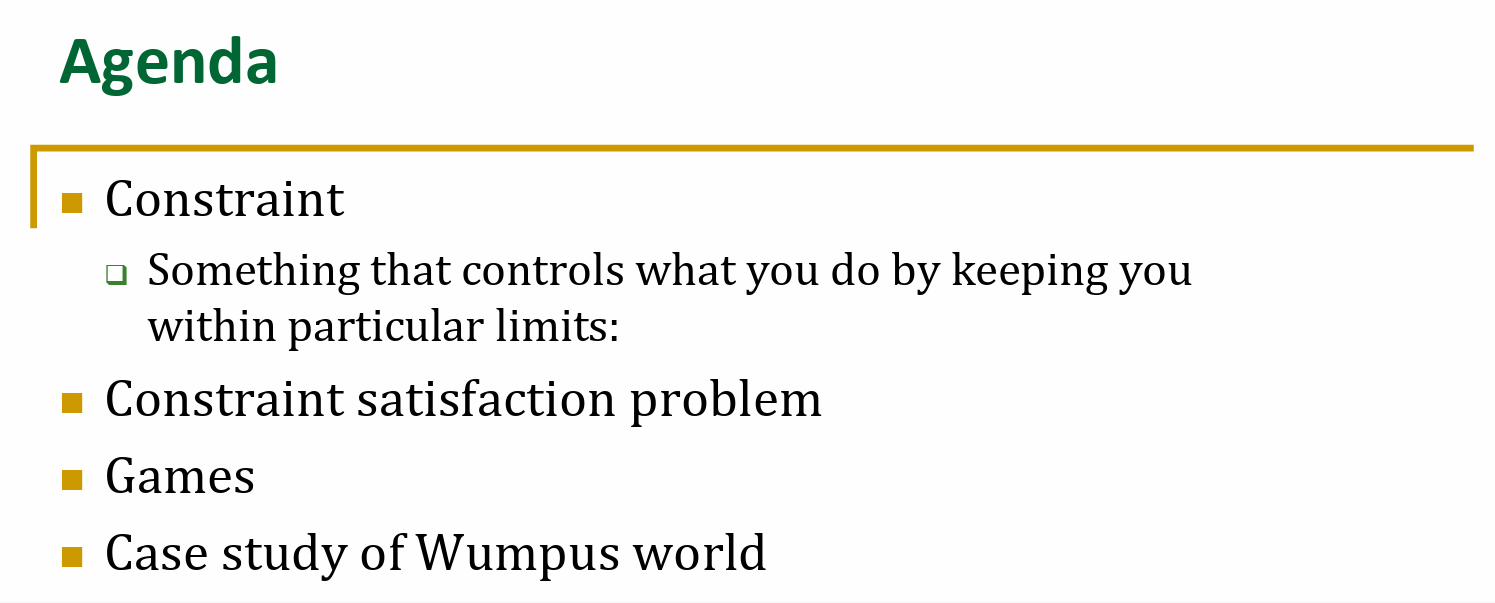 Agenda
Constraint
Something that controls what you do by keeping you
within particular limits:
Constraint satisfaction problem
Games
Case study of Wumpus world